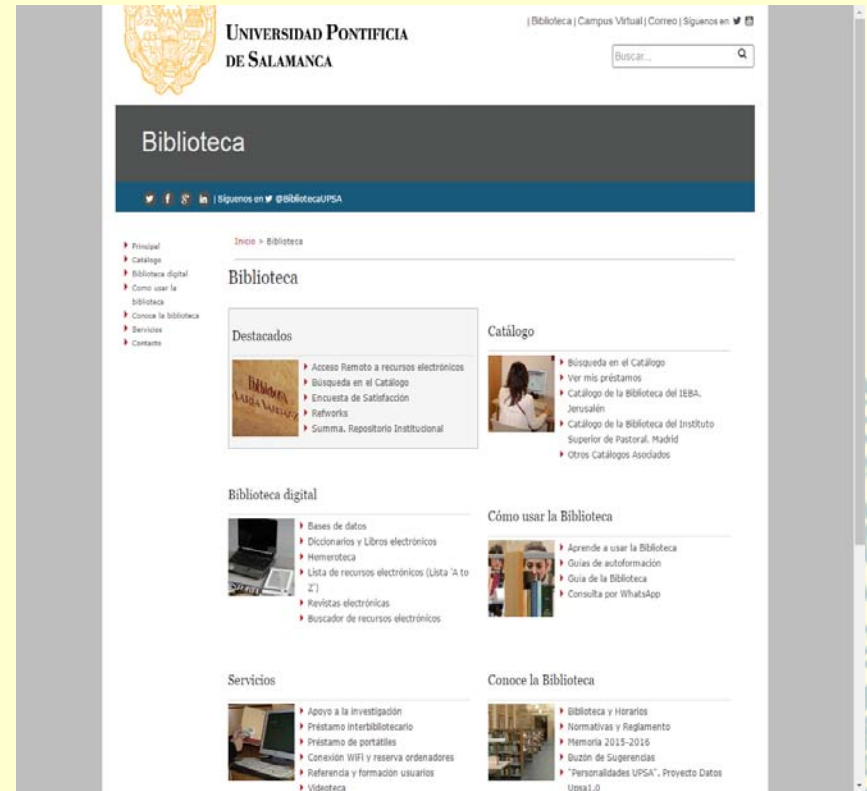 UNIVERSIDAD PONTIFICIA
DE SALAMANCA
| Biblioteca | Campus Virtual | Correo | Síguenos en
Buscar...
Biblioteca
| Síguenos en @BibliotecaUPSA
Principal
Catálogo
Biblioteca digital
Como usar la
biblioteca
Conoce la biblioteca
Servicios
Contacto
Inicio > Biblioteca
Biblioteca
Destacados
Acceso Remoto a recursos electrónicos
Búsqueda en el Catálogo
Encuesta de Satisfacción
Refworks
Summa. Repositorio Institucional
Catálogo
Búsqueda en el Catálogo
Ver mis préstamos
Catálogo de la Biblioteca del IEBA.
Jerusalén
Catálogo de la Biblioteca del Instituto
Superior de Pastoral. Madrid
Otros Catálogos Asociados
Biblioteca digital
Bases de datos
Diccionarios y Libros electrónicos
Hemeroteca
Lista de recursos electrónicos (Lista "A to
Z")
Revistas electrónicas
Buscador de recursos electrónicos
Cómo usar la Biblioteca
Aprende a usar la Biblioteca
Guías de autoformación
Guía de la Biblioteca
Consulta por WhatsApp
Servicios
Apoyo a la investigación
Préstamo interbibliotecario
Préstamo de portátiles
Conexión WiFi y reserva ordenadores
Referencia y formación usuarios
Videoteca
Conoce la Biblioteca
Biblioteca y Horarios
Normativas y Reglamento
Memoria 2015-2016
Buzón de Sugerencias
"Personalidades UPSA". Proyecto Datos
Upsa1.0